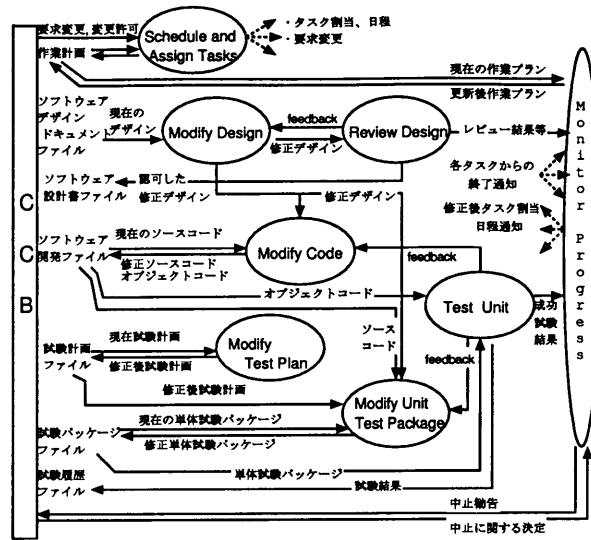 要求変更,変更許可
作業計画
Schedule and
Assign Tasks
・タスク割当、日程
・要求変更
現在の作業プラン
更新後作業プラン
ソフトウェア
デザイン
ドキュメント
ファイル
現在の
デザイン
Modify Design
feedback
修正デザイン
Review Design
レビュー結果等
各タスクからの
終了通知
修正後タスク割当
日程通知
Monitor Progress
ソフトウェア
設計書ファイル
認可した
修正デザイン
修正デザイン
CCB
ソフトウェア
開発ファイル
現在のソースコード
修正ソースコード
オブジェクトコード
Modify Code
feedback
オブジェクトコード
Test Unit
成功
試験
結果
ソース
コード
feedback
試験計画
ファイル
現在試験計画
修正後試験計画
Modify
Test Plan
修正後試験計画
Modify Unit
Test Package
現在の単体試験パッケージ
修正単体試験パッケージ
試験パッケージ
ファイル
単体試験パッケージ
試験履歴
ファイル
試験結果
中止勧告
中止に関する決定